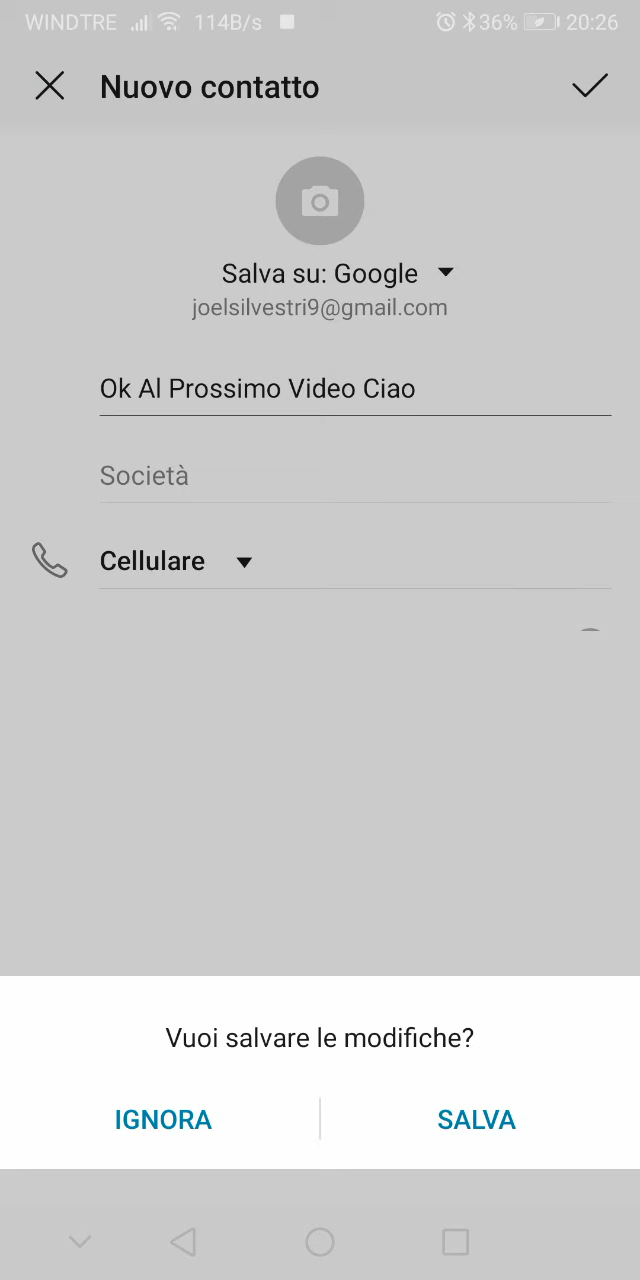 WINDTRE 114B/s 36% 20:26
Nuovo contatto
Salva su: Google
joelsilvestri9@gmail.com
Ok Al Prossimo Video Ciao
Società
Cellulare
Vuoi salvare le modifiche?
IGNORA SALVA